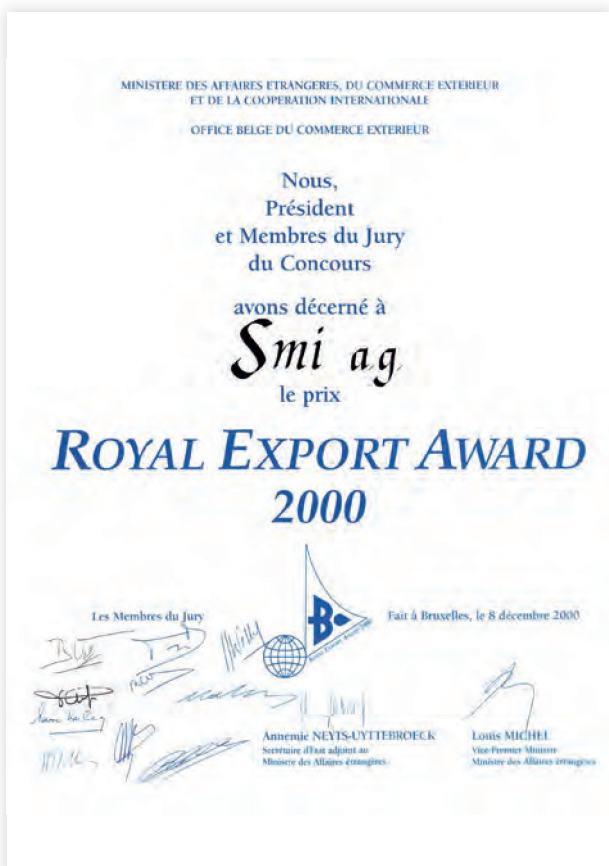 MINISTERE DES AFFAIRES ETRANGERES, DU COMMERCE EXTERIEUR
ET DE LA COOPERATION INTERNATIONALE
OFFICE BELGE DU COMMERCE EXTERIEUR
Nous,
Président
et Membres du Jury
du Concours
avons décerné à
Smi a.g.
le prix
ROYAL EXPORT AWARD
2000
B
ROYAL EXPORT AWARD
Les Membres du Jury
Fait à Bruxelles, le 8 décembre 2000
Annemie NEYTS-UYTTEBROECK
Secrétaire d'Etat adjoint au
Ministre des Affaires étrangères
Louis MICHEL
Vice-Premier Ministre
Ministre des Affaires étrangères